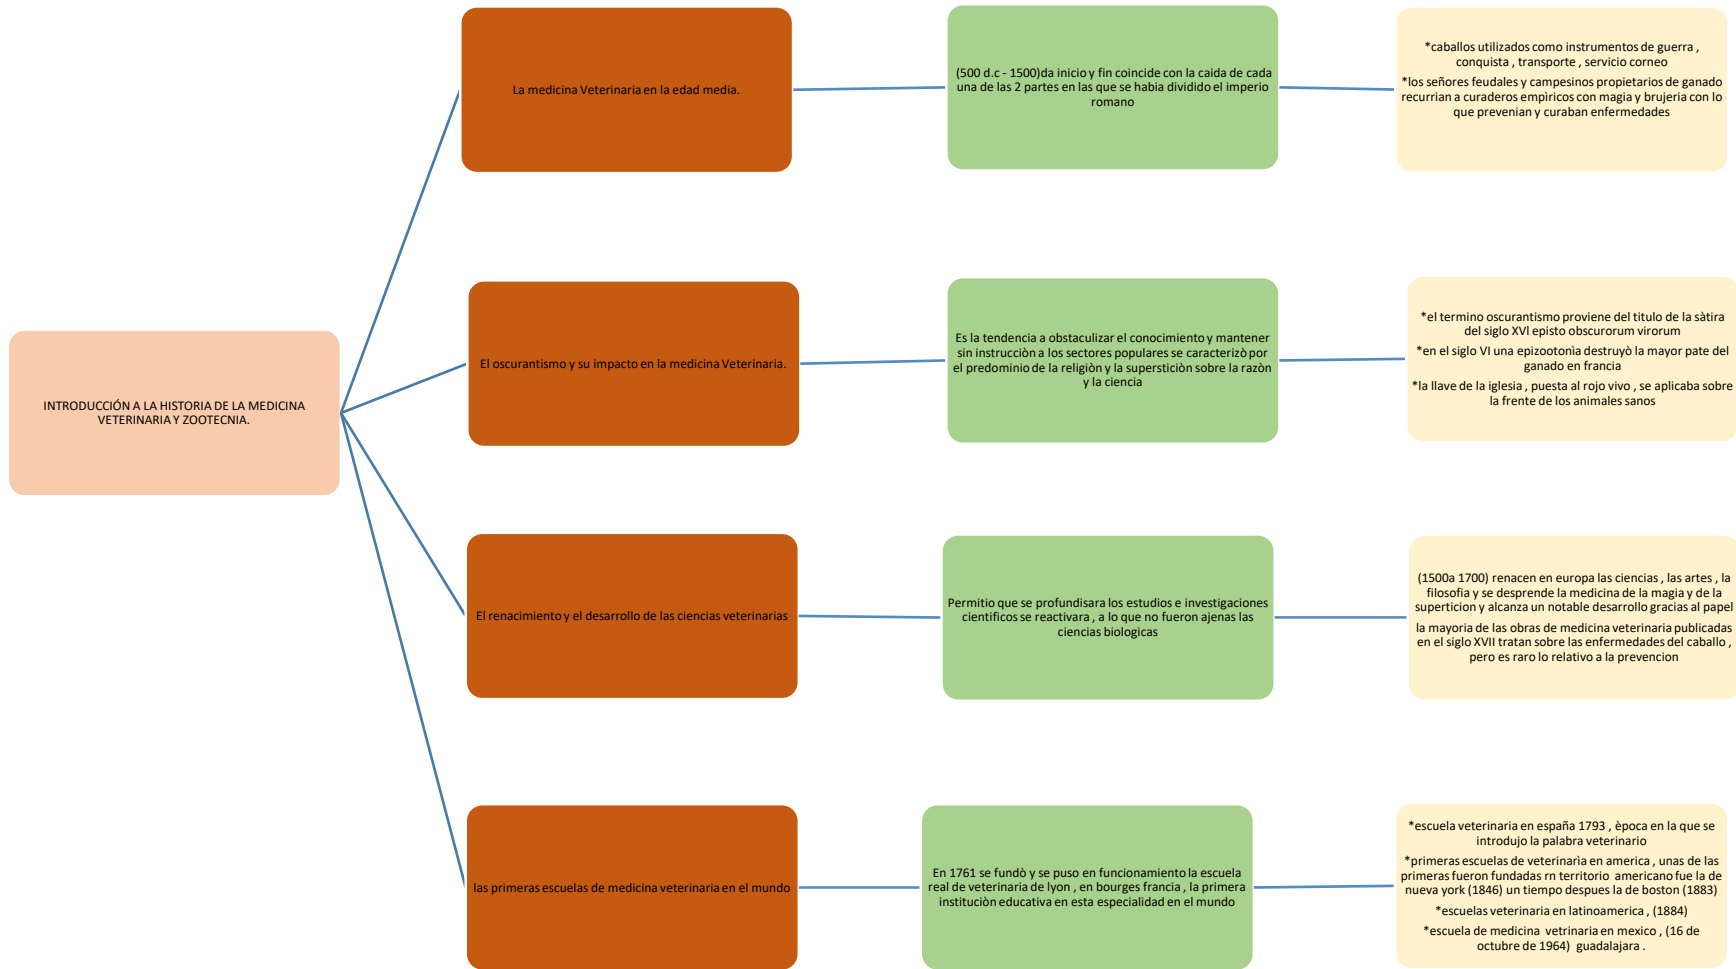 INTRODUCCIÓN A LA HISTORIA DE LA MEDICINA
VETERINARIA Y ZOOTECNIA.
La medicina Veterinaria en la edad media.
(500 d.c - 1500)da inicio y fin coincide con la caida de cada
una de las 2 partes en las que se habia dividido el imperio
romano
*caballos utilizados como instrumentos de guerra ,
conquista , transporte , servicio corneo
*los señores feudales y campesinos propietarios de ganado
recurrian a curaderos empìricos con magia y brujeria con lo
que prevenian y curaban enfermedades
El oscurantismo y su impacto en la medicina Veterinaria.
Es la tendencia a obstaculizar el conocimiento y mantener
sin instrucciòn a los sectores populares se caracterizò por
el predominio de la religiòn y la supersticiòn sobre la razòn
y la ciencia
*el termino oscurantismo proviene del titulo de la sàtira
del siglo XVl episto obscurorum virorum
*en el siglo VI una epizootonìa destruyò la mayor pate del
ganado en francia
*la llave de la iglesia , puesta al rojo vivo , se aplicaba sobre
la frente de los animales sanos
El renacimiento y el desarrollo de las ciencias veterinarias
Permitio que se profundisara los estudios e investigaciones
cientificos se reactivara , a lo que no fueron ajenas las
ciencias biologicas
(1500a 1700) renacen en europa las ciencias , las artes , la
filosofia y se desprende la medicina de la magia y de la
superticion y alcanza un notable desarrollo gracias al papel
la mayoria de las obras de medicina veterinaria publicadas
en el siglo XVII tratan sobre las enfermedades del caballo ,
pero es raro lo relativo a la prevencion
las primeras escuelas de medicina veterinaria en el mundo
En 1761 se fundò y se puso en funcionamiento la escuela
real de veterinaria de lyon , en bourges francia , la primera
instituciòn educativa en esta especialidad en el mundo
*escuela veterinaria en españa 1793 , època en la que se
introdujo la palabra veterinario
*primeras escuelas de veterinarìa en america , unas de las
primeras fueron fundadas rn territorio americano fue la de
nueva york (1846) un tiempo despues la de boston (1883)
*escuelas veterinaria en latinoamerica , (1884)
*escuela de medicina vetrinaria en mexico , (16 de
octubre de 1964) guadalajara .